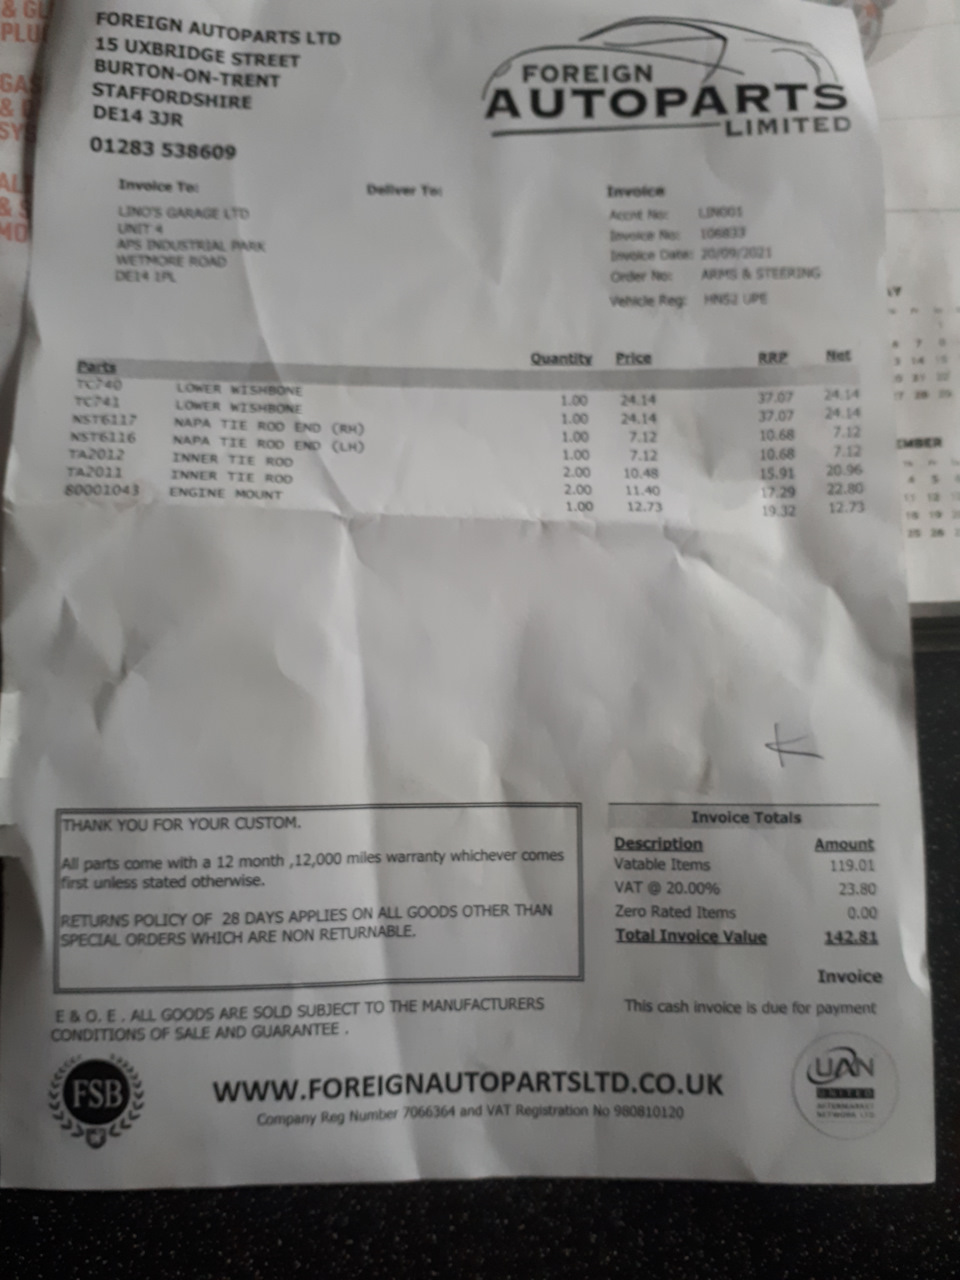 FOREIGN AUTOPARTS LTD
15 UXBRIDGE STREET
BURTON-ON-TRENT
STAFFORDSHIRE
DE14 3JR
01283 538609
FOREIGN
AUTOPARTS
LIMITED
Invoice To:
LINO'S GARAGE LTD
UNIT 4
APS INDUSTRIAL PARK
WETMORE ROAD
DE14 1PL
Deliver To:
Invoice
Accnt No: LIN001
Invoice No: 106833
Invoice Date: 20/09/2021
Order No: ARMS & STEERING
Vehicle Reg: HN52 UPE
Parts Quantity Price RRP Net
TC740 LOWER WISHBONE 1.00 24.14 37.07 24.14
TC741 LOWER WISHBONE 1.00 24.14 37.07 24.14
NST6117 NAPA TIE ROD END (RH) 1.00 7.12 10.68 7.12
NST6116 NAPA TIE ROD END (LH) 1.00 7.12 10.68 7.12
TA2012 INNER TIE ROD 2.00 10.48 15.91 20.96
TA2011 INNER TIE ROD 2.00 11.40 17.29 22.80
80001043 ENGINE MOUNT 1.00 12.73 19.32 12.73
THANK YOU FOR YOUR CUSTOM.
All parts come with a 12 month ,12,000 miles warranty whichever comes
first unless stated otherwise.
RETURNS POLICY OF 28 DAYS APPLIES ON ALL GOODS OTHER THAN
SPECIAL ORDERS WHICH ARE NON RETURNABLE.
Invoice Totals
Description Amount
Vatable Items 119.01
VAT @ 20.00% 23.80
Zero Rated Items 0.00
Total Invoice Value 142.81
Invoice
This cash invoice is due for payment
E & O. E . ALL GOODS ARE SOLD SUBJECT TO THE MANUFACTURERS
CONDITIONS OF SALE AND GUARANTEE .
FSB
WWW.FOREIGNAUTOPARTSLTD.CO.UK
Company Reg Number 7066364 and VAT Registration No 980810120
UAN
UNITED
AFTERMARKET
NETWORK LTD